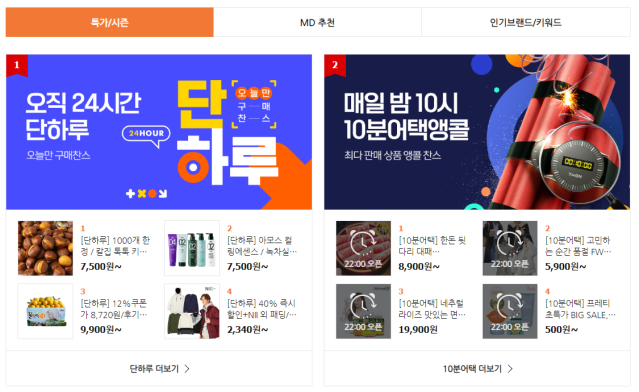 특가/시즌
MD 추천
인기브랜드/키워드
1
오직 24시간
단하루
오늘만 구매찬스
24HOUR
단
하루
오늘만
구 매
찬 스
2
매일 밤 10시
10분어택앵콜
최다 판매 상품 앵콜 찬스
00:10:00
1
[단하루] 1000개 한
정 / 칼집 톡톡 키...
7,500원~
2
[단하루] 아모스 컬
링에센스 / 녹차실...
7,500원~
3
[단하루] 12%쿠폰
가 8,720원/후기...
9,900원~
4
[단하루] 40% 즉시
할인+NII 외 패딩/...
2,340원~
단하루 더보기
22:00 오픈
1
[10분어택] 한돈 뒷
다리 대패...
8,900원~
22:00 오픈
2
[10분어택] 고민하
는 순간 품절 FW...
5,900원~
22:00 오픈
3
[10분어택] 네추럴
라이즈 맛있는 면...
19,900원
22:00 오픈
4
[10분어택] 프레티
초특가 BIG SALE,...
500원~
10분어택 더보기